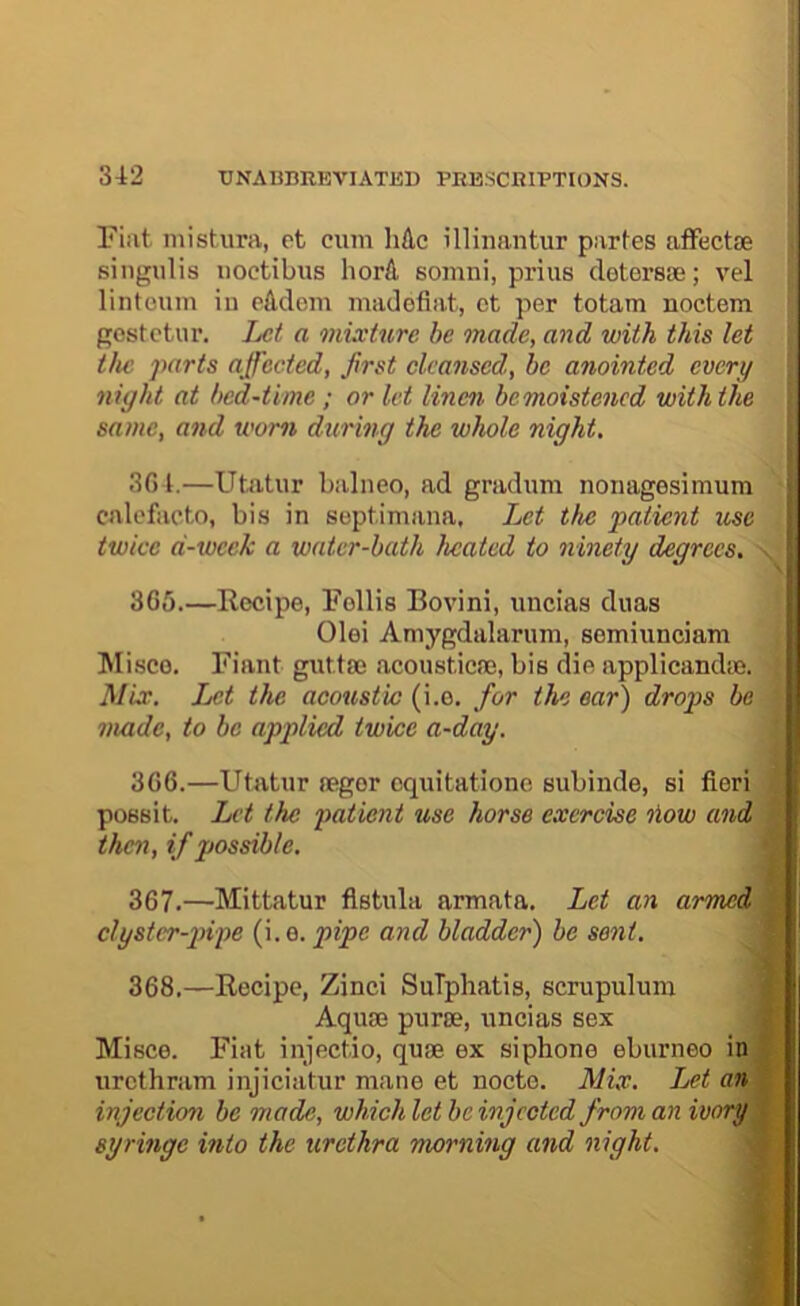 342 UNABBREVIATED PRESCRIPTIONS.
Fiat mistura, et cum hâc illinantur partes affectæ
singulis noctibus horâ somni, prius detersæ; vel
linteum in eâdem madefiat, et per totam noctem
gestetur. Let a mixture be made, and with this let
the parts affected, first cleansed, be anointed every
night at bed-time ; or let linen be moistened with the
same, and worn during the whole night.
364.—Utatur balneo, ad gradum nonagesimum
calefacto, bis in septimana. Let the patient use
twice a-week a water-bath heated to ninety degrees.
365.—Recipe, Fellis Bovini, uncias duas
Olei Amygdalarum, semiunciam
Misce. Fiant guttæ acousticæ, bis die applicandæ.
Mix. Let the acoustic (i.e. for the ear) drops be
made, to be applied twice a-day.
366.—Utatur æger equitatione subinde, si fieri
possit. Let the patient use horse exercise now and
then, if possible.
367.—Mittatur fistula armata. Let an armed
clyster-pipe (i. e. pipe and bladder) be sent.
368.—Recipe, Zinci Sulphatis, scrupulum
Aquæ puræ, uncias sex
Misce. Fiat injectio, quæ ex siphone eburneo in
urethram injiciatur mane et nocte. Mix. Let an
injection be made, which let be injected from an ivory
syringe into the urethra morning and night.